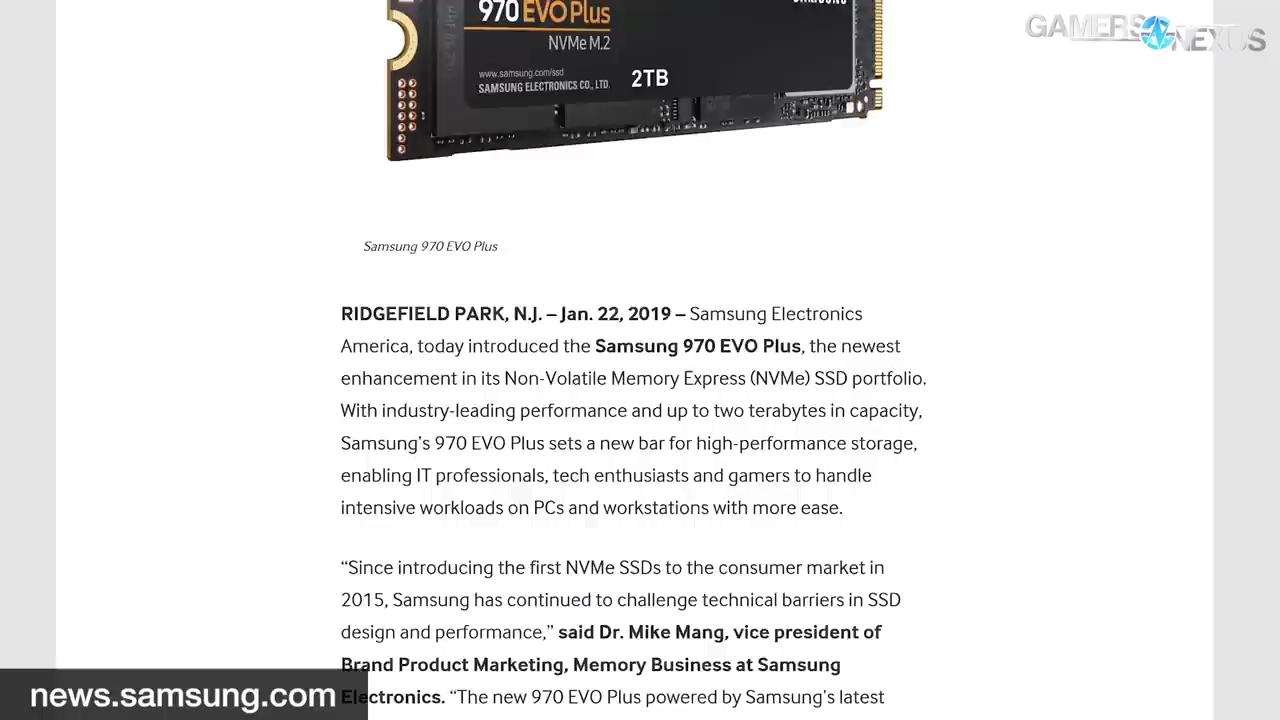 970 EVO Plus
NVMe M.2
www.samsung.com/ssd
SAMSUNG ELECTRONICS CO., LTD.
2TB
GAMERS NEXUS
Samsung 970 EVO Plus
RIDGEFIELD PARK, N.J. – Jan. 22, 2019 – Samsung Electronics
America, today introduced the Samsung 970 EVO Plus, the newest
enhancement in its Non-Volatile Memory Express (NVMe) SSD portfolio.
With industry-leading performance and up to two terabytes in capacity,
Samsung’s 970 EVO Plus sets a new bar for high-performance storage,
enabling IT professionals, tech enthusiasts and gamers to handle
intensive workloads on PCs and workstations with more ease.
“Since introducing the first NVMe SSDs to the consumer market in
2015, Samsung has continued to challenge technical barriers in SSD
design and performance,” said Dr. Mike Mang, vice president of
Brand Product Marketing, Memory Business at Samsung
Electronics. “The new 970 EVO Plus powered by Samsung’s latest
news.samsung.com